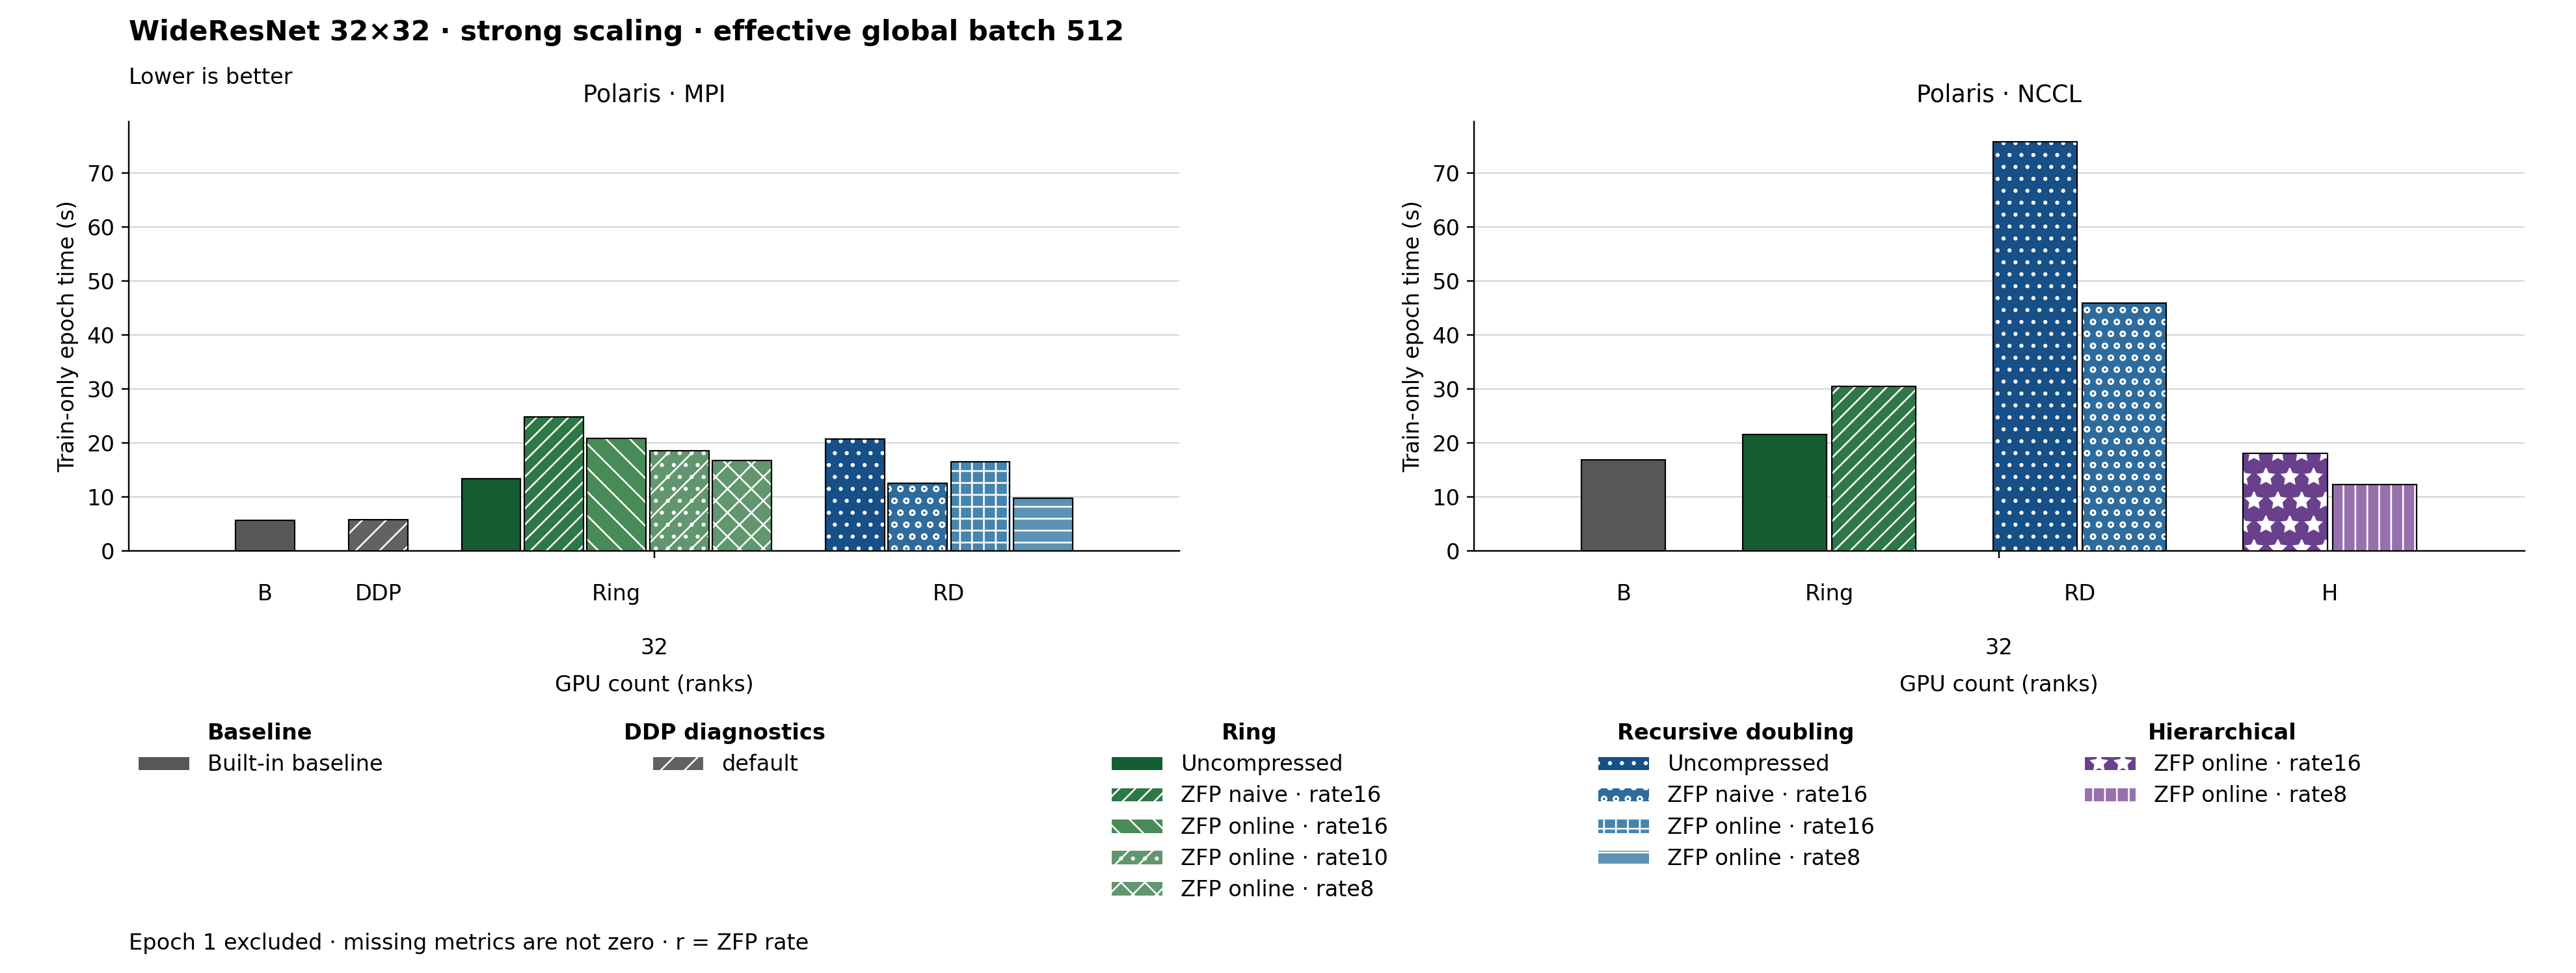 WideResNet 32×32 · strong scaling · effective global batch 512
Lower is better
Polaris · MPI
Train-only epoch time (s)
70
60
50
40
30
20
10
0
B DDP Ring RD
32
GPU count (ranks)
Polaris · NCCL
Train-only epoch time (s)
70
60
50
40
30
20
10
0
B Ring RD H
32
GPU count (ranks)
Baseline
Built-in baseline
DDP diagnostics
default
Ring
Uncompressed
ZFP naive · rate16
ZFP online · rate16
ZFP online · rate10
ZFP online · rate8
Recursive doubling
Uncompressed
ZFP naive · rate16
ZFP online · rate16
ZFP online · rate8
Hierarchical
ZFP online · rate16
ZFP online · rate8
Epoch 1 excluded · missing metrics are not zero · r = ZFP rate